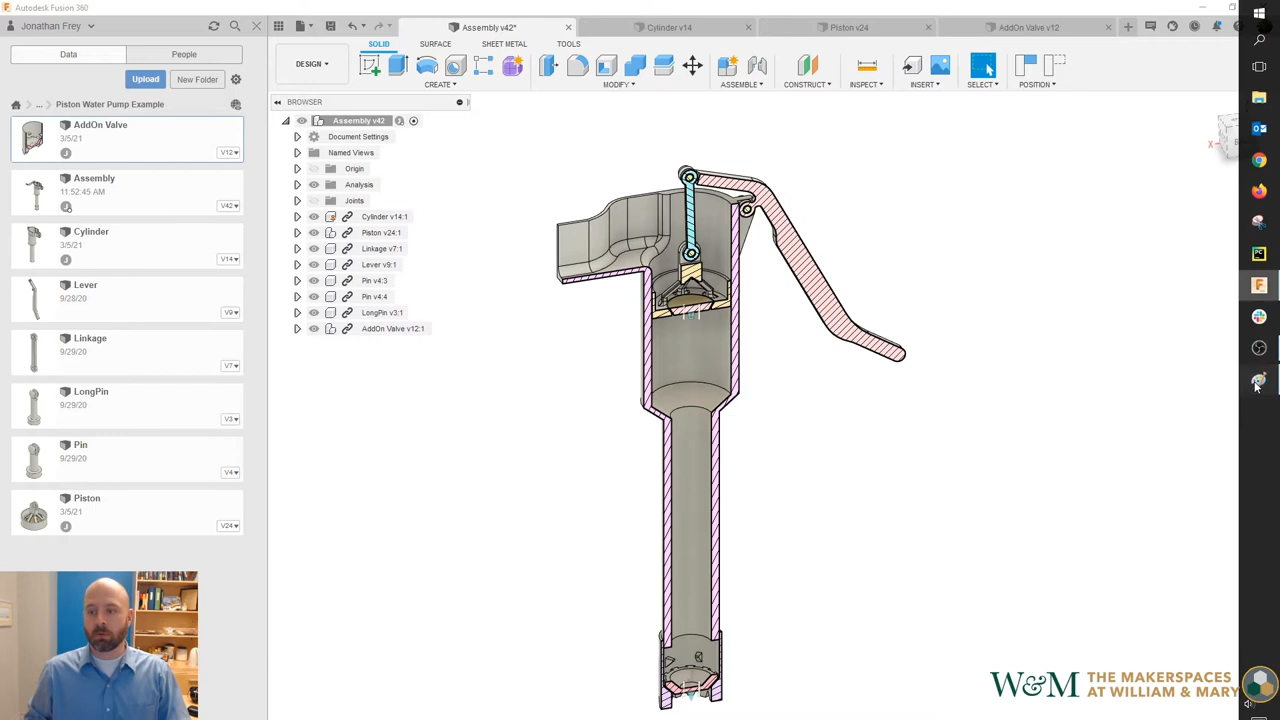 Autodesk Fusion 360
Jonathan Frey
Data
People
Upload
New Folder
... > Piston Water Pump Example
AddOn Valve
3/5/21
V12
Assembly
11:52:45 AM
V42
Cylinder
3/5/21
V14
Lever
9/28/20
V9
Linkage
9/29/20
V7
LongPin
9/29/20
V3
Pin
9/29/20
V4
Piston
3/5/21
V24
Assembly v42*
Cylinder v14
Piston v24
AddOn Valve v12
DESIGN
SOLID
SURFACE
SHEET METAL
TOOLS
CREATE
MODIFY
ASSEMBLE
CONSTRUCT
INSPECT
INSERT
SELECT
POSITION
BROWSER
Assembly v42
Document Settings
Named Views
Origin
Analysis
Joints
Cylinder v14:1
Piston v24:1
Linkage v7:1
Lever v9:1
Pin v4:3
Pin v4:4
LongPin v3:1
AddOn Valve v12:1
X
W&M THE MAKERSPACES
AT WILLIAM & MARY